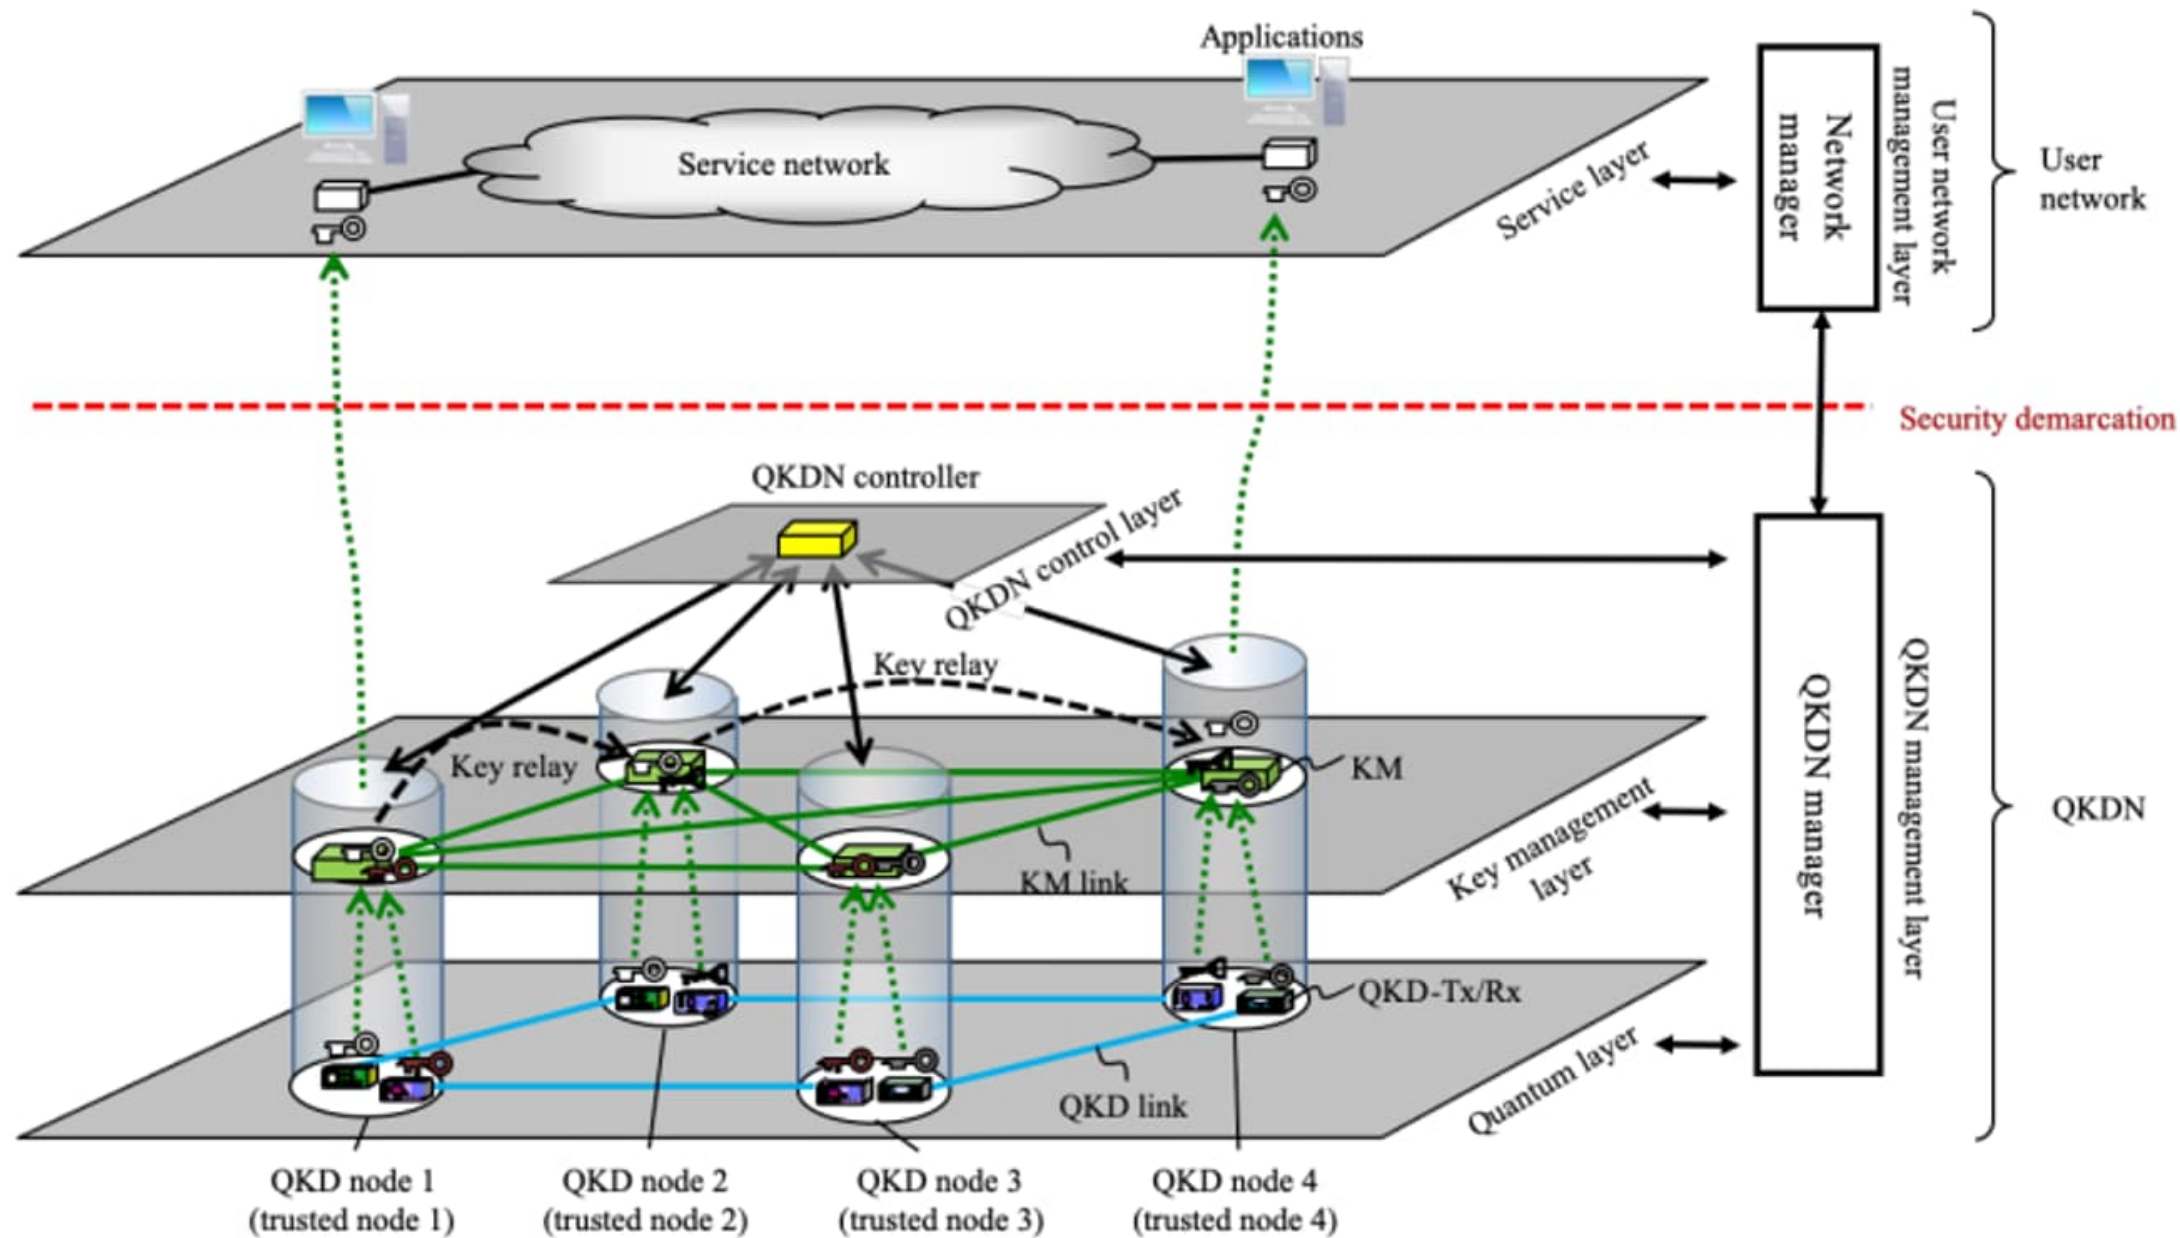 Applications
Service network
Service layer
Network
manager
User network
management layer
User
network
Security demarcation
QKDN controller
QKDN control layer
Key relay
Key relay
KM
KM link
Key management
layer
QKDN manager
QKDN management layer
QKDN
QKD-Tx/Rx
QKD link
Quantum layer
QKD node 1
(trusted node 1)
QKD node 2
(trusted node 2)
QKD node 3
(trusted node 3)
QKD node 4
(trusted node 4)